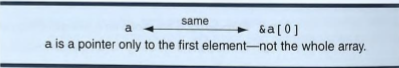 same
a &a[0]
a is a pointer only to the first element—not the whole array.